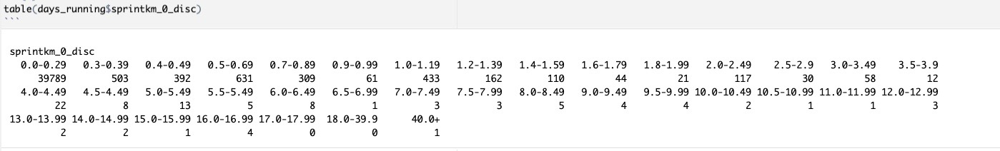 table(days_running$sprintkm_0_disc)
```
sprintkm_0_disc
0.0-0.29 0.3-0.39 0.4-0.49 0.5-0.69 0.7-0.89 0.9-0.99 1.0-1.19 1.2-1.39 1.4-1.59 1.6-1.79 1.8-1.99 2.0-2.49 2.5-2.9 3.0-3.49 3.5-3.9
39789 503 392 631 309 61 433 162 110 44 21 117 30 58 12
4.0-4.49 4.5-4.49 5.0-5.49 5.5-5.49 6.0-6.49 6.5-6.99 7.0-7.49 7.5-7.99 8.0-8.49 9.0-9.49 9.5-9.99 10.0-10.49 10.5-10.99 11.0-11.99 12.0-12.99
22 8 13 5 8 1 3 3 5 4 4 2 1 1 3
13.0-13.99 14.0-14.99 15.0-15.99 16.0-16.99 17.0-17.99 18.0-39.9 40.0+
2 2 1 4 0 0 1